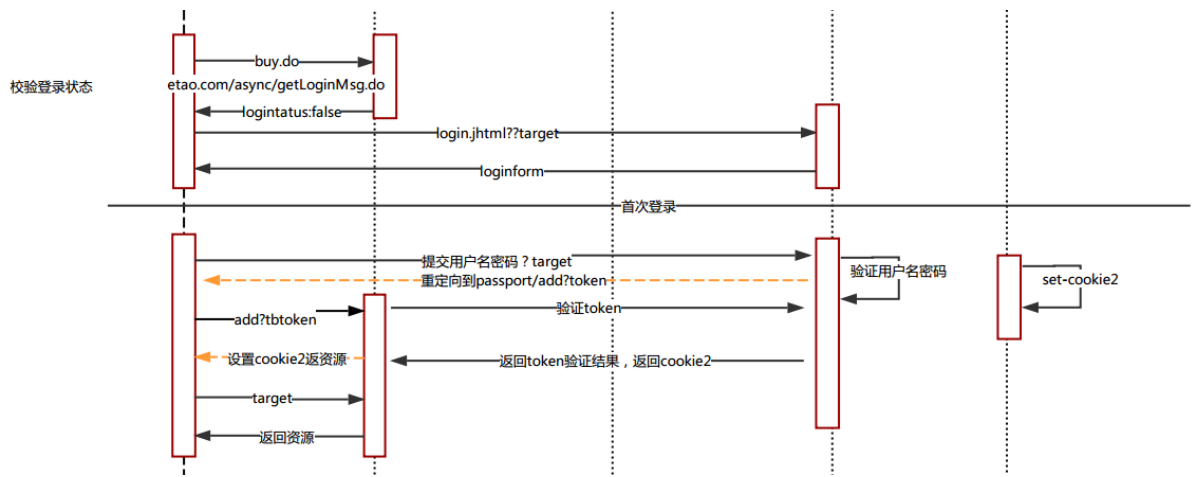 buy.do
校验登录状态
etao.com/async/getLoginMsg.do
logintatus:false
login.jhtml??target
loginform
首次登录
提交用户名密码？target
验证用户名密码
重定向到passport/add?token
set-cookie2
add?tbtoken
验证token
设置cookie2返资源
返回token验证结果，返回cookie2
target
返回资源